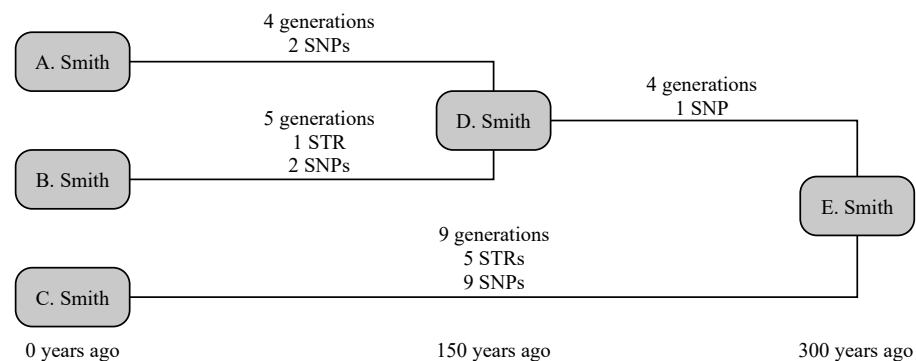 4 generations
2 SNPs
A. Smith
4 generations
1 SNP
5 generations
1 STR
2 SNPs
D. Smith
B. Smith
E. Smith
9 generations
5 STRs
9 SNPs
C. Smith
0 years ago
150 years ago
300 years ago